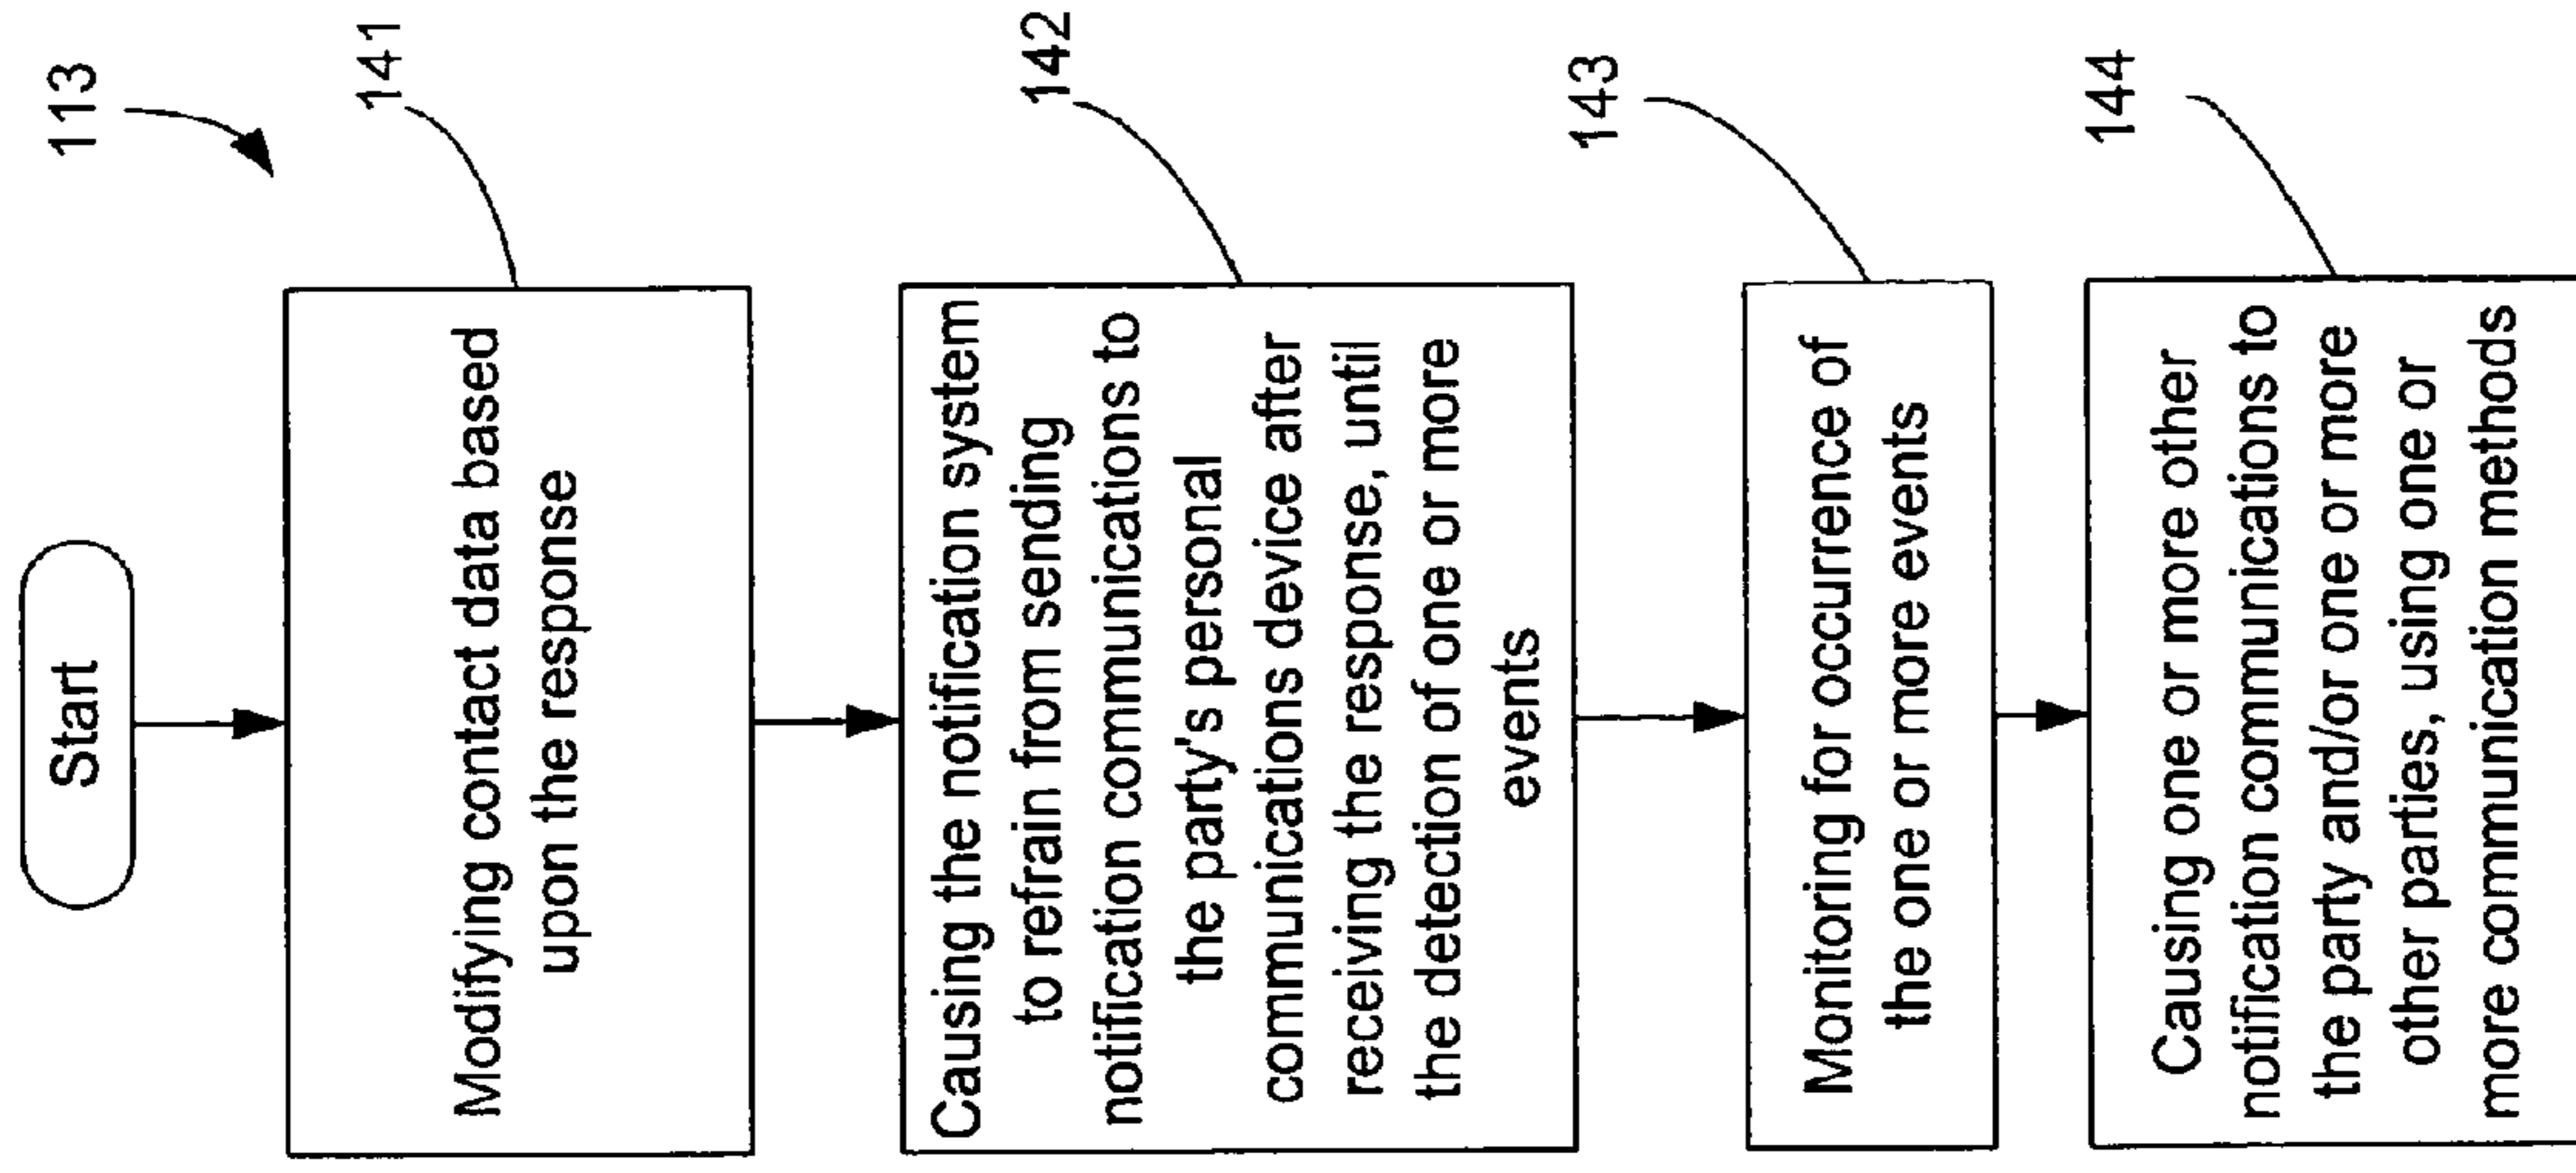 113
Start
141
Modifying contact data based
upon the response
142
Causing the notification system
to refrain from sending
notification communications to
the party's personal
communications device after
receiving the response, until
the detection of one or more
events
143
Monitoring for occurrence of
the one or more events
144
Causing one or more other
notification communications to
the party and/or one or more
other parties, using one or
more communication methods